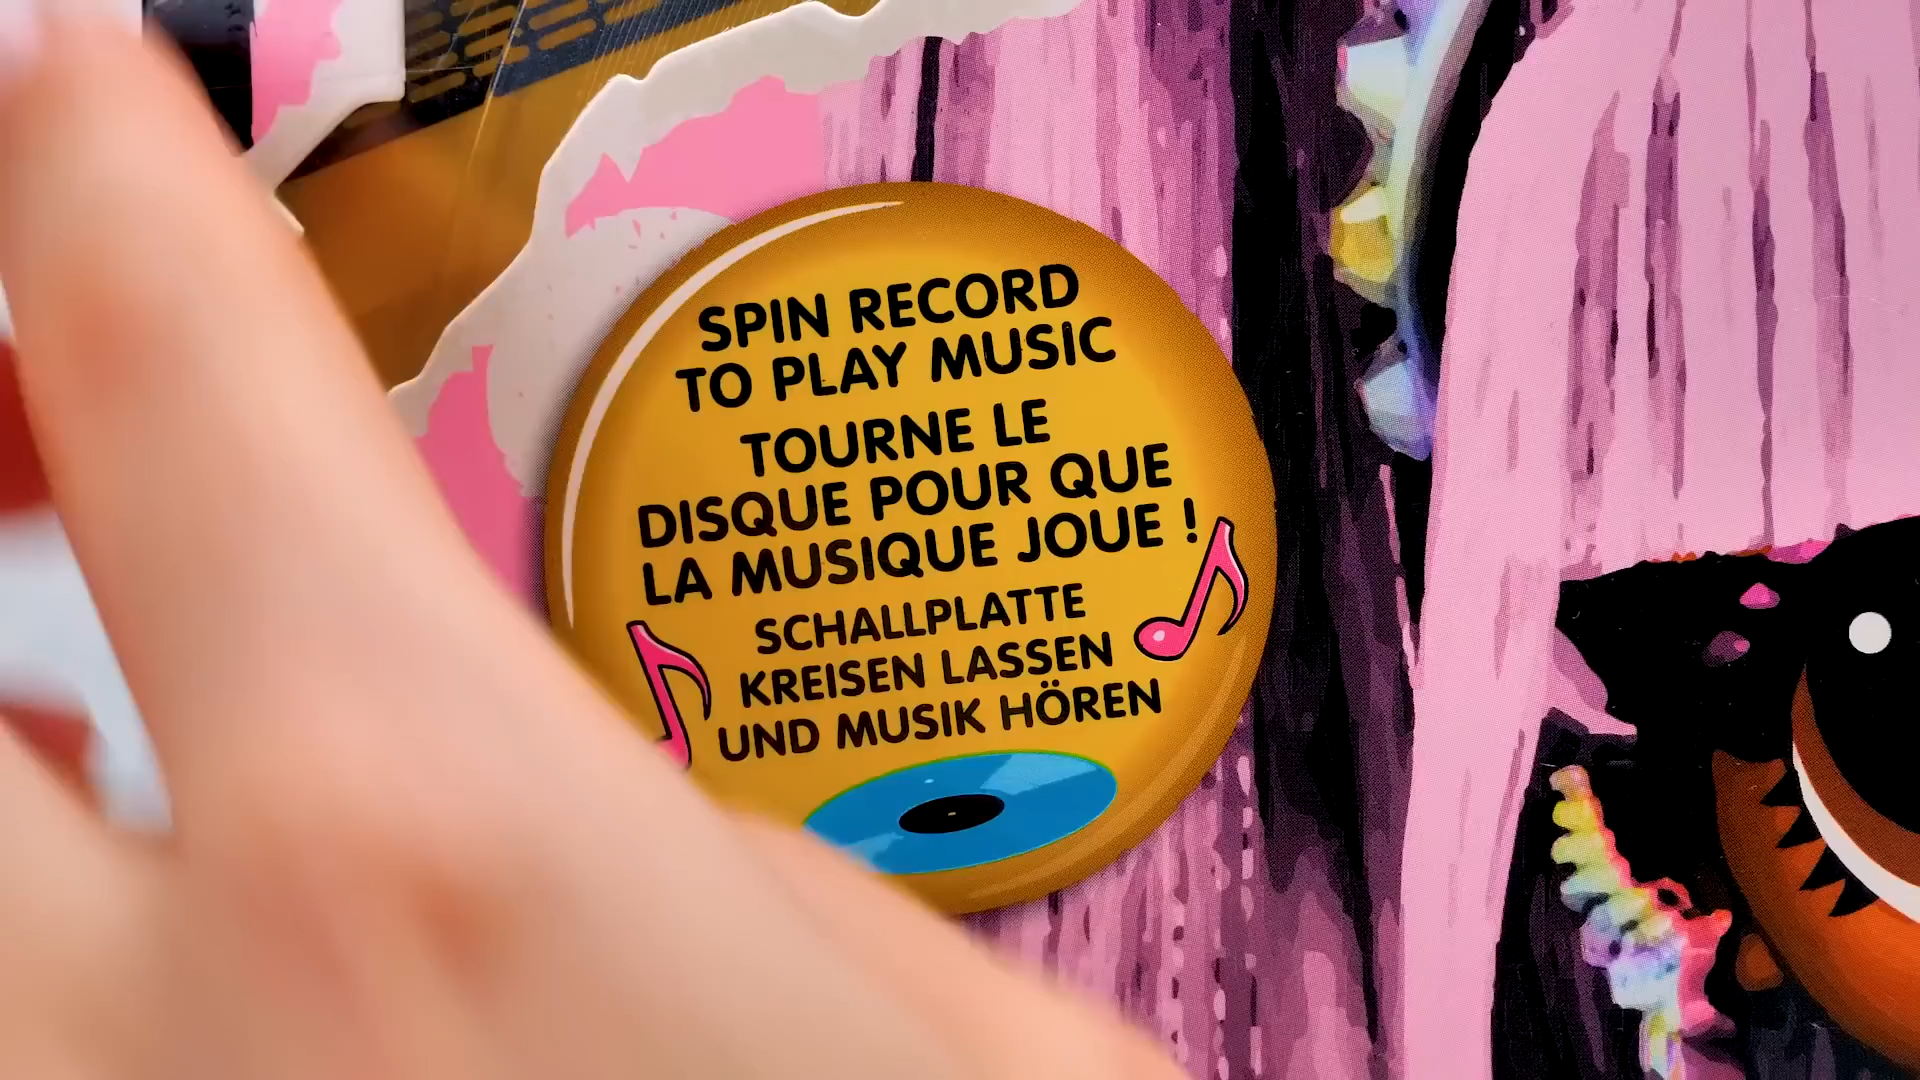 SPIN RECORD
TO PLAY MUSIC
TOURNE LE
DISQUE POUR QUE
LA MUSIQUE JOUE !
SCHALLPLATTE
KREISEN LASSEN
UND MUSIK HÖREN